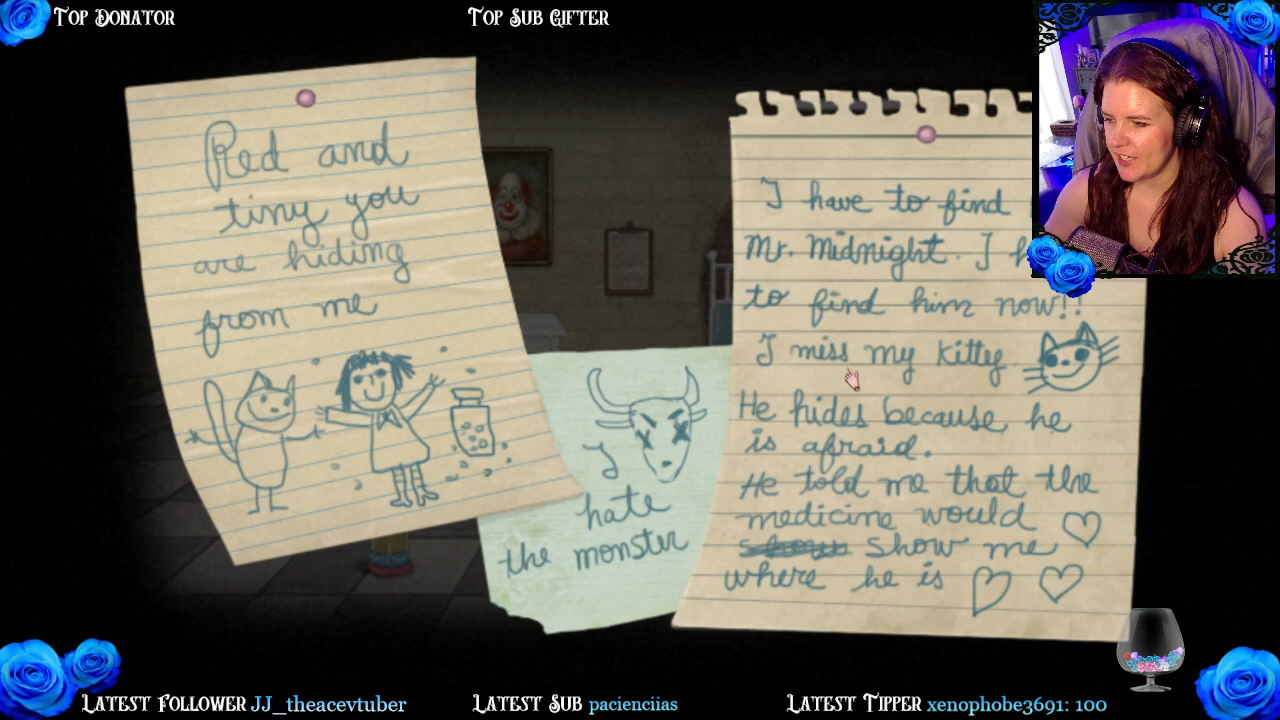 Top Donator
Top Sub Gifter
Red and
tiny you
are hiding
from me
I
hate
the monster
I have to find
Mr. Midnight. I
to find him now!!
I miss my Kitty.
He hides because he
is afraid.
He told me that the
medicine would
show me
where he is
Latest Follower JJ_theacevtuber
Latest Sub pacienciias
Latest Tipper xenophobe3691: 100